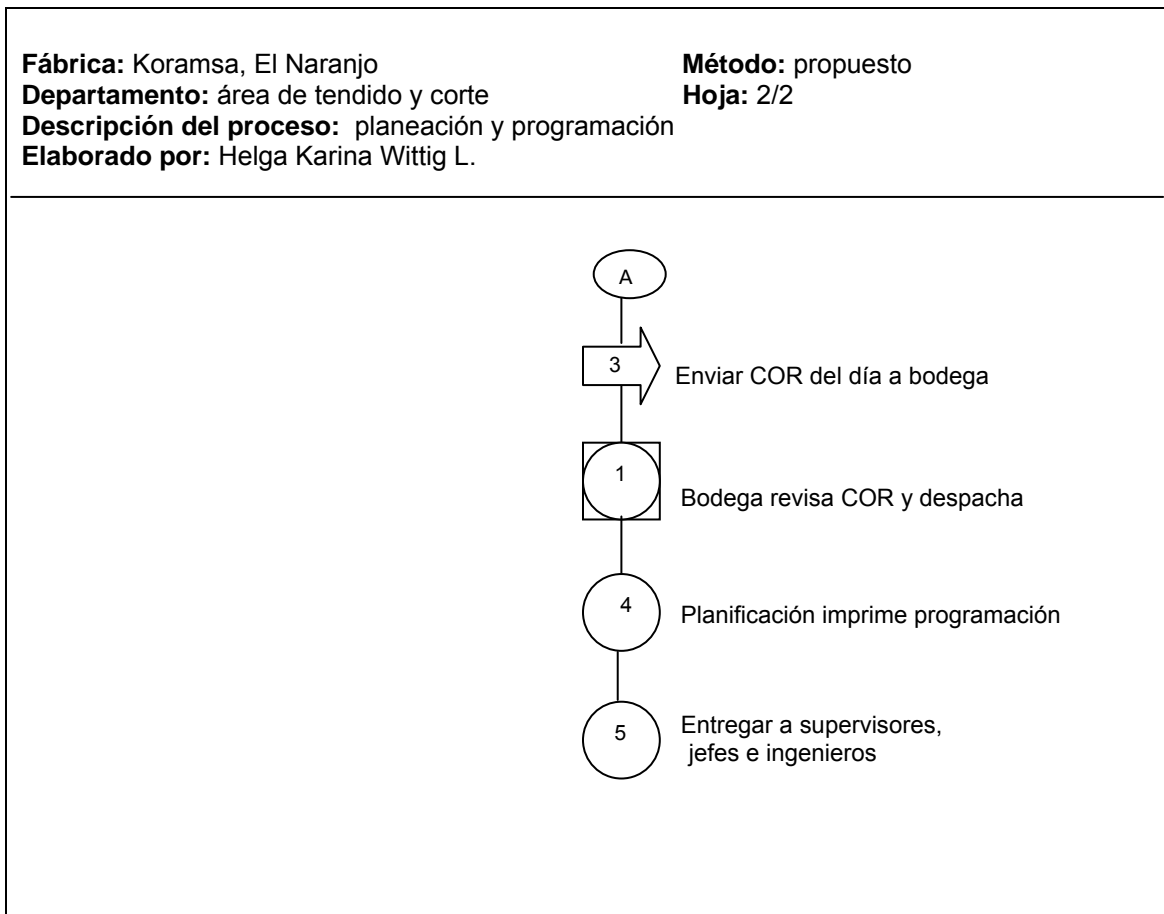 Fábrica: Koramsa, El Naranjo Método: propuesto
Departamento: área de tendido y corte Hoja: 2/2
Descripción del proceso: planeación y programación
Elaborado por: Helga Karina Wittig L.
A
3 Enviar COR del día a bodega
1 Bodega revisa COR y despacha
4 Planificación imprime programación
5 Entregar a supervisores,
jefes e ingenieros